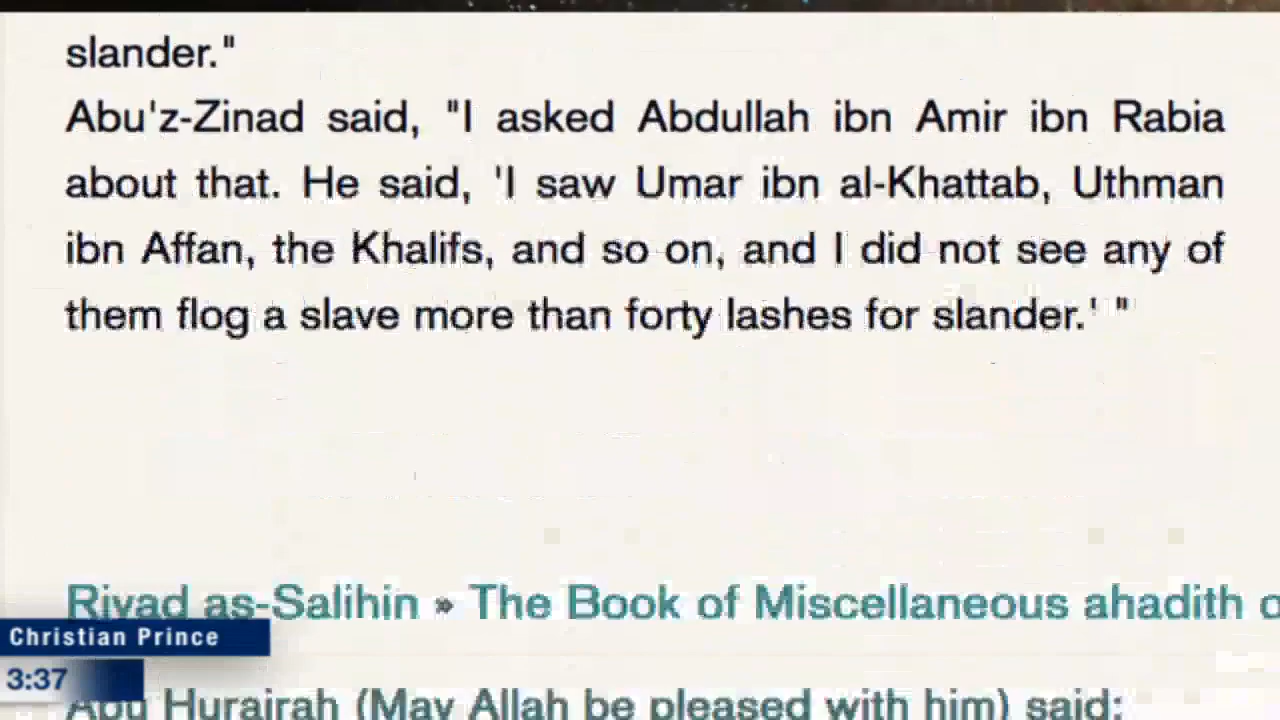 slander."
Abu'z-Zinad said, "I asked Abdullah ibn Amir ibn Rabia
about that. He said, 'I saw Umar ibn al-Khattab, Uthman
ibn Affan, the Khalifs, and so on, and I did not see any of
them flog a slave more than forty lashes for slander.' "
Riyad as-Salihin » The Book of Miscellaneous ahadith o
Christian Prince
3:37
Abu Hurairah (May Allah be pleased with him) said: